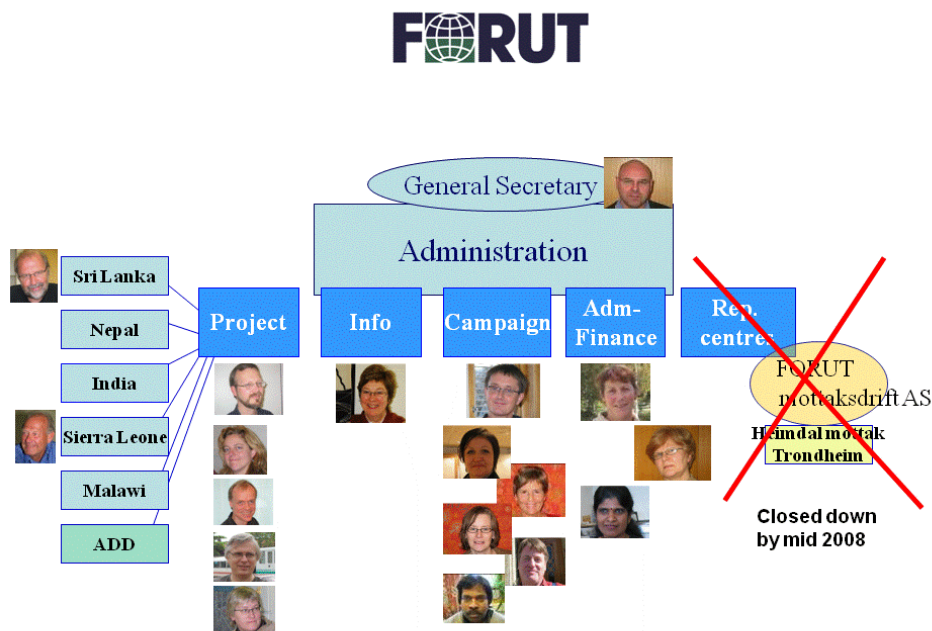 FORUT
General Secretary
Administration
Sri Lanka
Nepal
India
Sierra Leone
Malawi
ADD
Project
Info
Campaign
Adm-
Finance
Rep.
centres
FORUT
mottaksdrift AS
Heimdal mottak
Trondheim
Closed down
by mid 2008